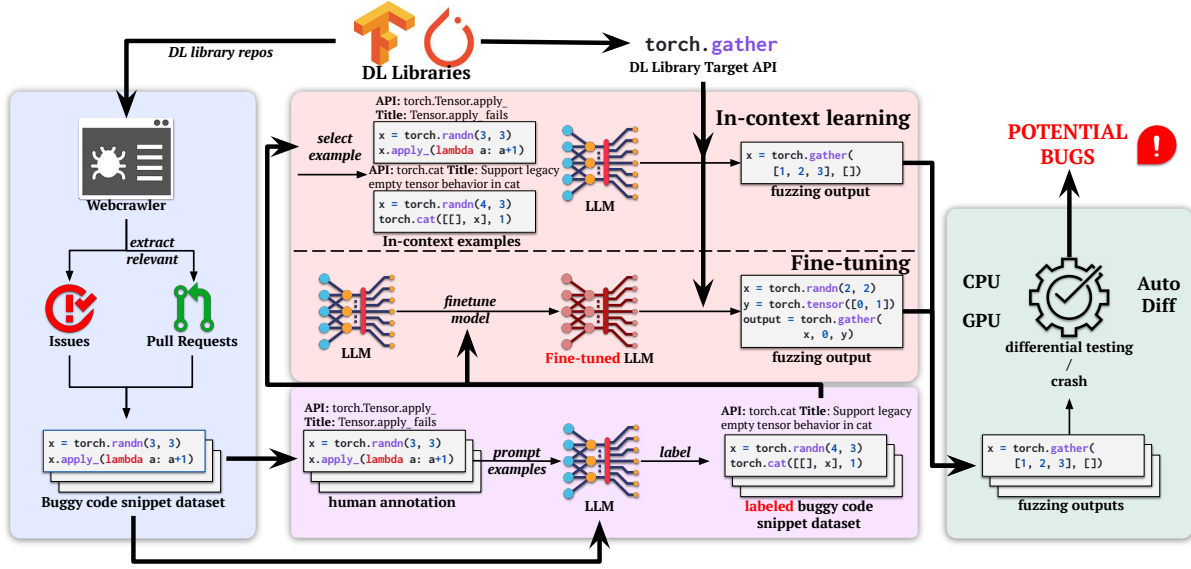 DL library repos
DL Libraries
torch.gather
DL Library Target API
Webcrawler
extract
relevant
Issues
Pull Requests
x = torch.randn(3, 3)
x.apply_(lambda a: a+1)
Buggy code snippet dataset
In-context learning
select
example
API: torch.Tensor.apply_
Title: Tensor.apply_fails
x = torch.randn(3, 3)
x.apply_(lambda a: a+1)
API: torch.cat Title: Support legacy
empty tensor behavior in cat
x = torch.randn(4, 3)
torch.cat([[], x], 1)
In-context examples
LLM
x = torch.gather(
[1, 2, 3], [])
fuzzing output
Fine-tuning
LLM
finetune
model
Fine-tuned LLM
x = torch.randn(2, 2)
y = torch.tensor([0, 1])
output = torch.gather(
x, 0, y)
fuzzing output
API: torch.Tensor.apply_
Title: Tensor.apply_fails
x = torch.randn(3, 3)
x.apply_(lambda a: a+1)
human annotation
prompt
examples
LLM
label
API: torch.cat Title: Support legacy
empty tensor behavior in cat
x = torch.randn(4, 3)
torch.cat([[], x], 1)
labeled buggy code
snippet dataset
POTENTIAL
BUGS
!
CPU
GPU
Auto
Diff
differential testing
/
crash
x = torch.gather(
[1, 2, 3], [])
fuzzing outputs